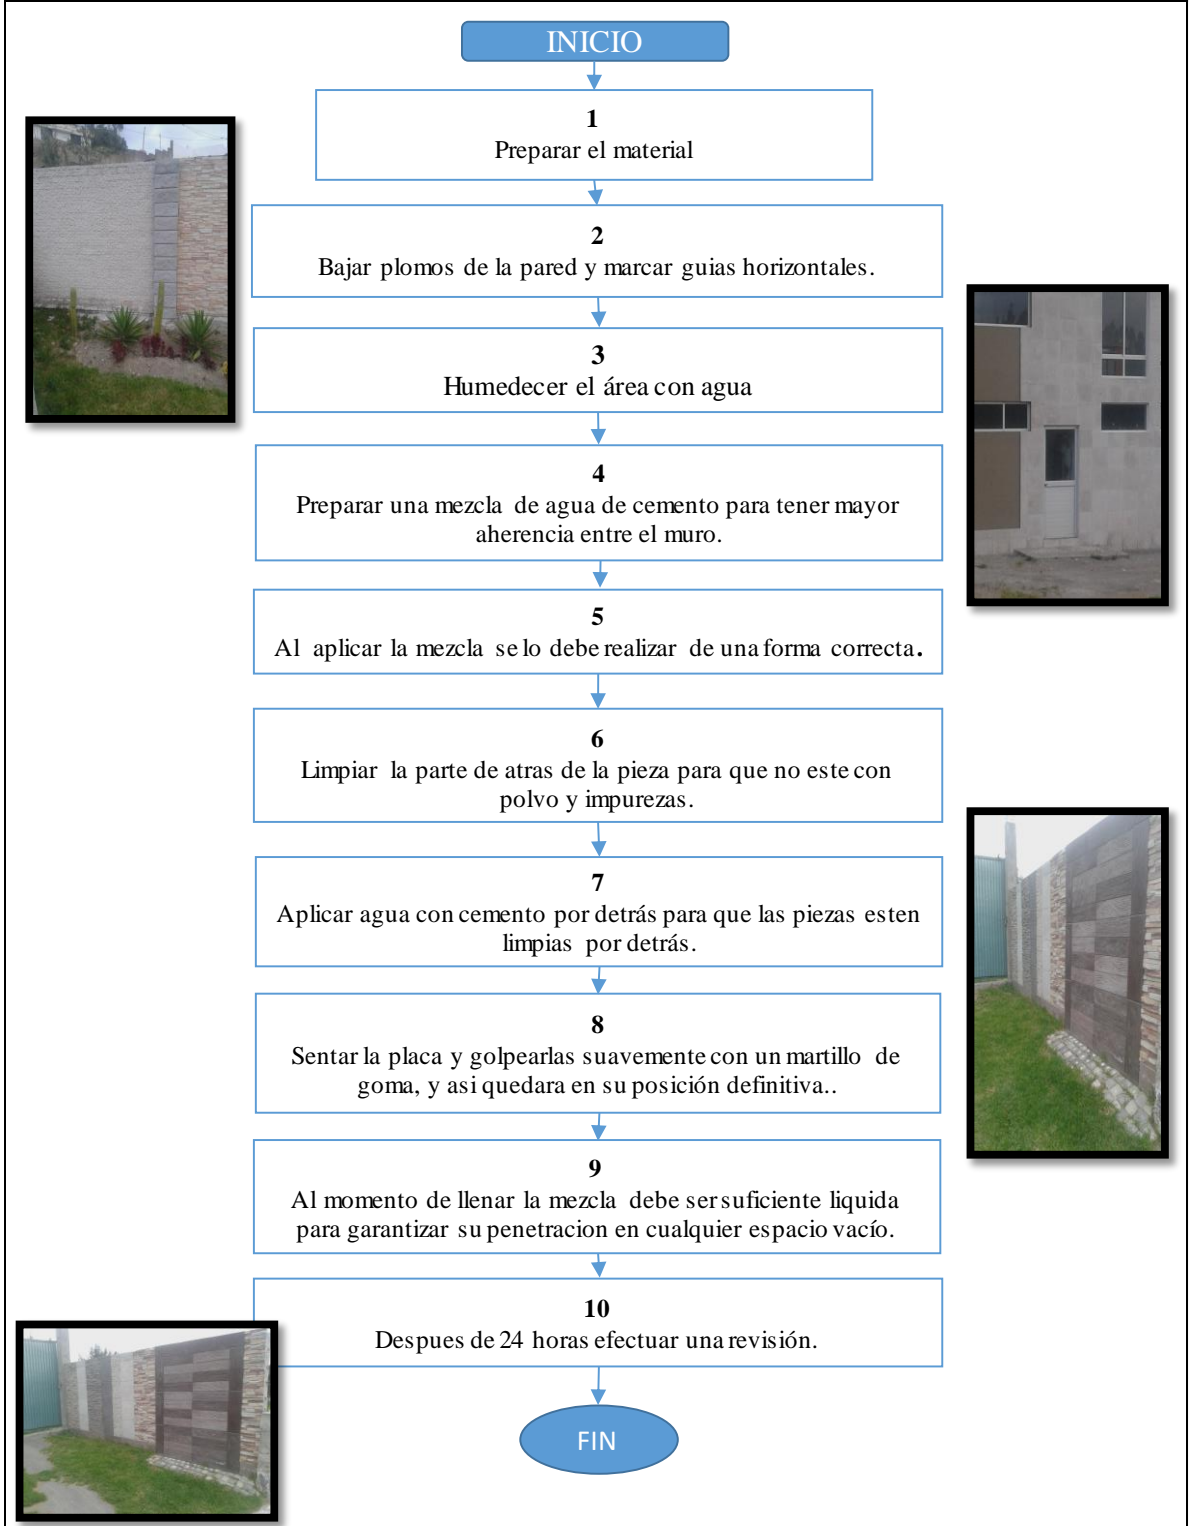 INICIO
1
Preparar el material
2
Bajar plomos de la pared y marcar guias horizontales.
3
Humedecer el área con agua
4
Preparar una mezcla de agua de cemento para tener mayor
aherencia entre el muro.
5
Al aplicar la mezcla se lo debe realizar de una forma correcta.
6
Limpiar la parte de atras de la pieza para que no este con
polvo y impurezas.
7
Aplicar agua con cemento por detrás para que las piezas esten
limpias por detrás.
8
Sentar la placa y golpearlas suavemente con un martillo de
goma, y asi quedara en su posición definitiva..
9
Al momento de llenar la mezcla debe ser suficiente liquida
para garantizar su penetracion en cualquier espacio vacío.
10
Despues de 24 horas efectuar una revisión.
FIN